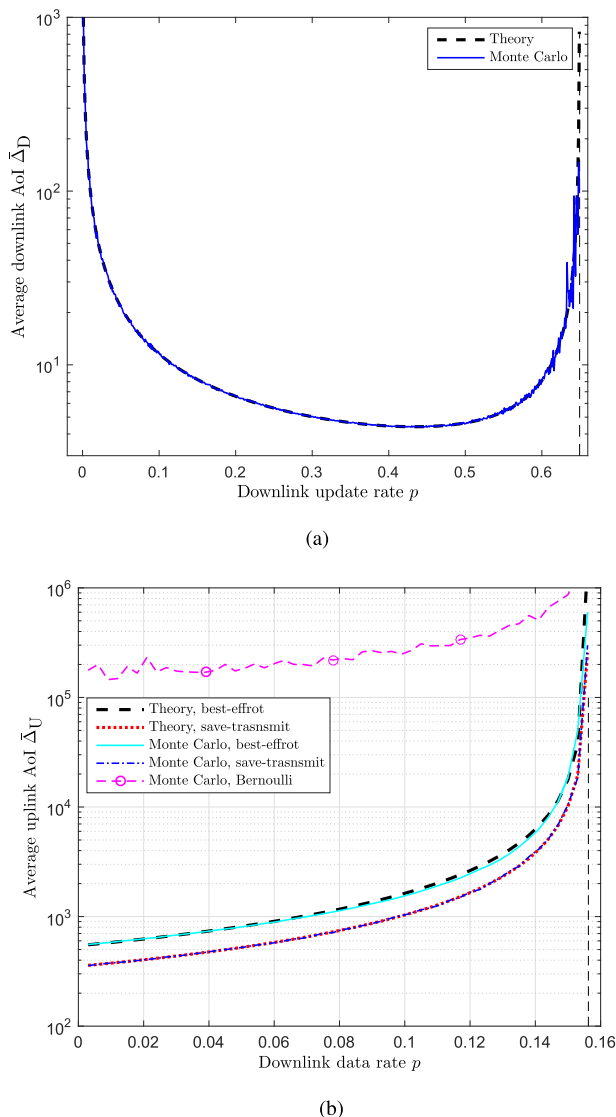 10^3
Theory
Monte Carlo
10^2
10^1
Average downlink AoI Δ̄_D
0 0.1 0.2 0.3 0.4 0.5 0.6
Downlink update rate p
(a)
10^6
10^5
Theory, best-effrot
Theory, save-trasnsmit
Monte Carlo, best-effrot
Monte Carlo, save-trasnsmit
Monte Carlo, Bernoulli
10^4
10^3
10^2
Average uplink AoI Δ̄_U
0 0.02 0.04 0.06 0.08 0.1 0.12 0.14 0.16
Downlink data rate p
(b)